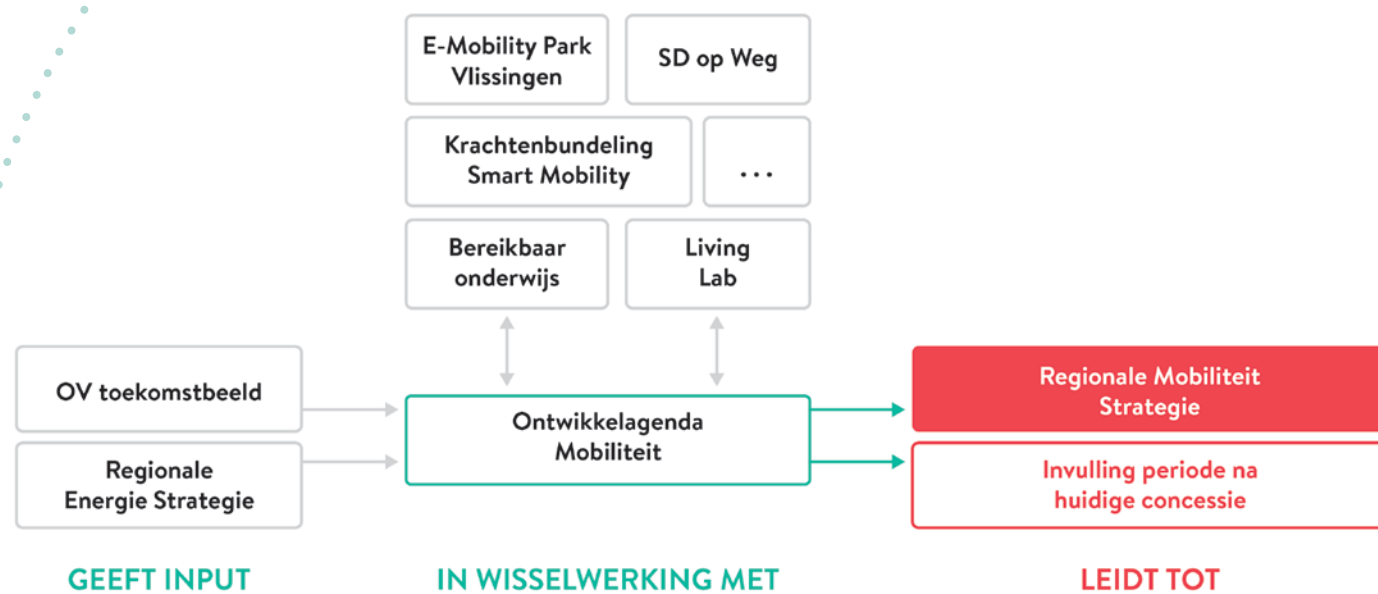 E-Mobility Park
Vlissingen
SD op Weg
Krachtenbundeling
Smart Mobility
...
Bereikbaar
onderwijs
Living
Lab
OV toekomstbeeld
Regionale
Energie Strategie
Ontwikkelagenda
Mobiliteit
Regionale Mobiliteit
Strategie
Invulling periode na
huidige concessie
GEEFT INPUT
IN WISSELWERKING MET
LEIDT TOT